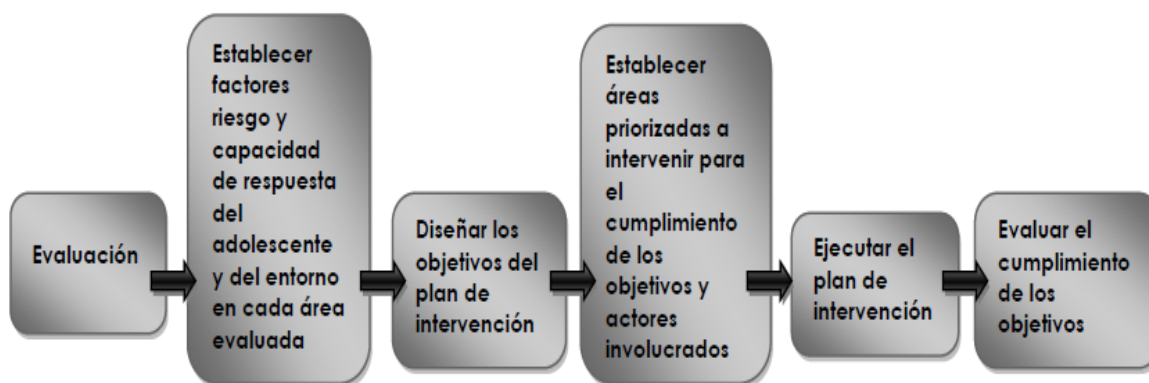 Evaluación
Establecer
factores
riesgo y
capacidad
de respuesta
del
adolescente
y del entorno
en cada área
evaluada
Diseñar los
objetivos del
plan de
intervención
Establecer
áreas
priorizadas a
intervenir para
el
cumplimiento
de los
objetivos y
actores
involucrados
Ejecutar el
plan de
intervención
Evaluar el
cumplimiento
de los
objetivos